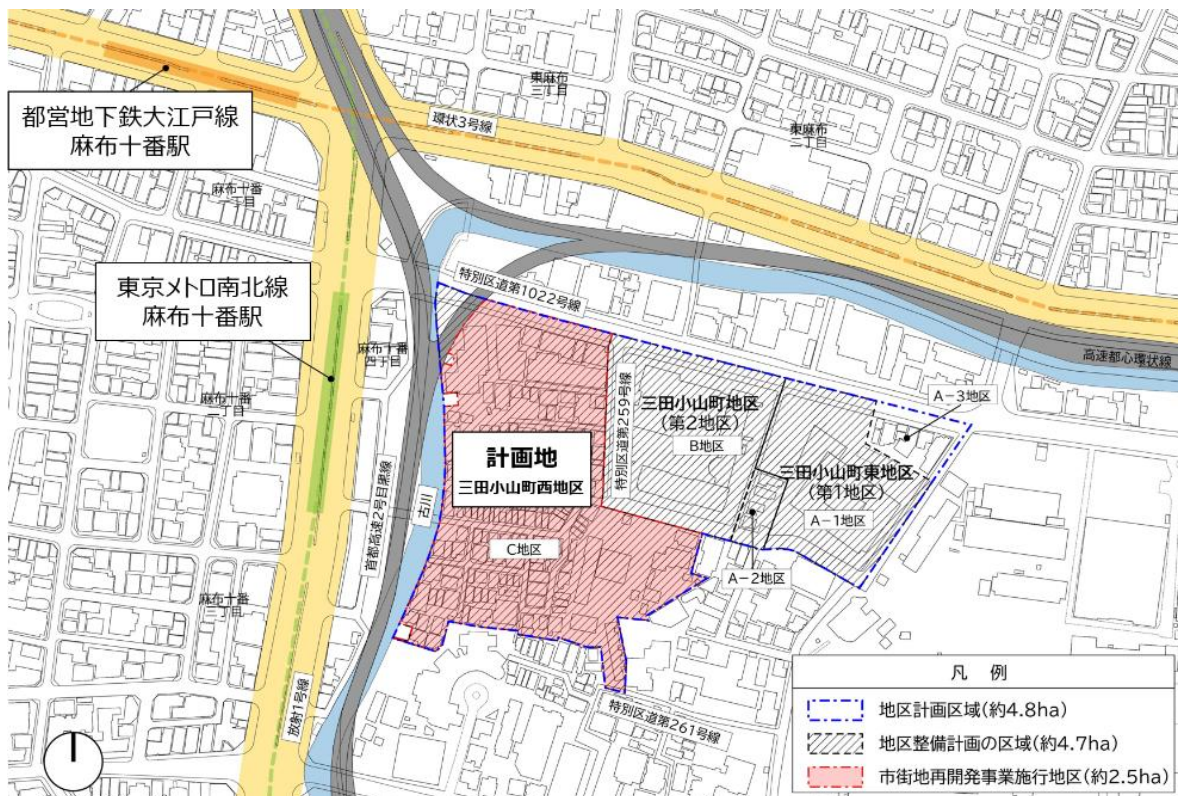 都営地下鉄大江戸線
麻布十番駅
東京メトロ南北線
麻布十番駅
環状3号線
東麻布
三丁目
東麻布
二丁目
麻布十番
一丁目
特別区道第1022号線
高速都心環状線
麻布十番
四丁目
麻布十番
二丁目
首都高速2号目黒線
古川
計画地
三田小山町西地区
C地区
特別区道第259号線
三田小山町地区
(第2地区)
B地区
A-3地区
三田小山町東地区
(第1地区)
A-1地区
A-2地区
麻布十番
三丁目
放射1号線
特別区道第261号線
凡 例
地区計画区域(約4.8ha)
地区整備計画の区域(約4.7ha)
市街地再開発事業施行地区(約2.5ha)